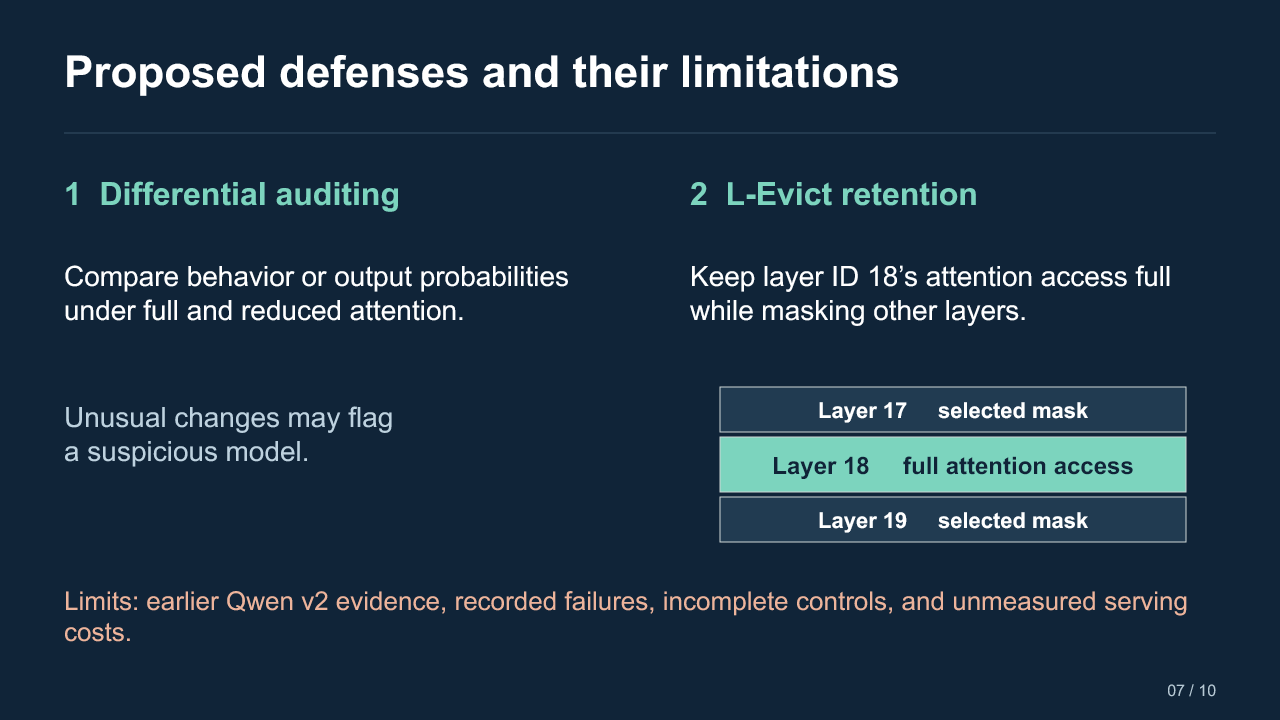 Proposed defenses and their limitations
1 Differential auditing
Compare behavior or output probabilities
under full and reduced attention.
Unusual changes may flag
a suspicious model.
2 L-Evict retention
Keep layer ID 18’s attention access full
while masking other layers.
Layer 17 selected mask
Layer 18 full attention access
Layer 19 selected mask
Limits: earlier Qwen v2 evidence, recorded failures, incomplete controls, and unmeasured serving
costs.
07 / 10